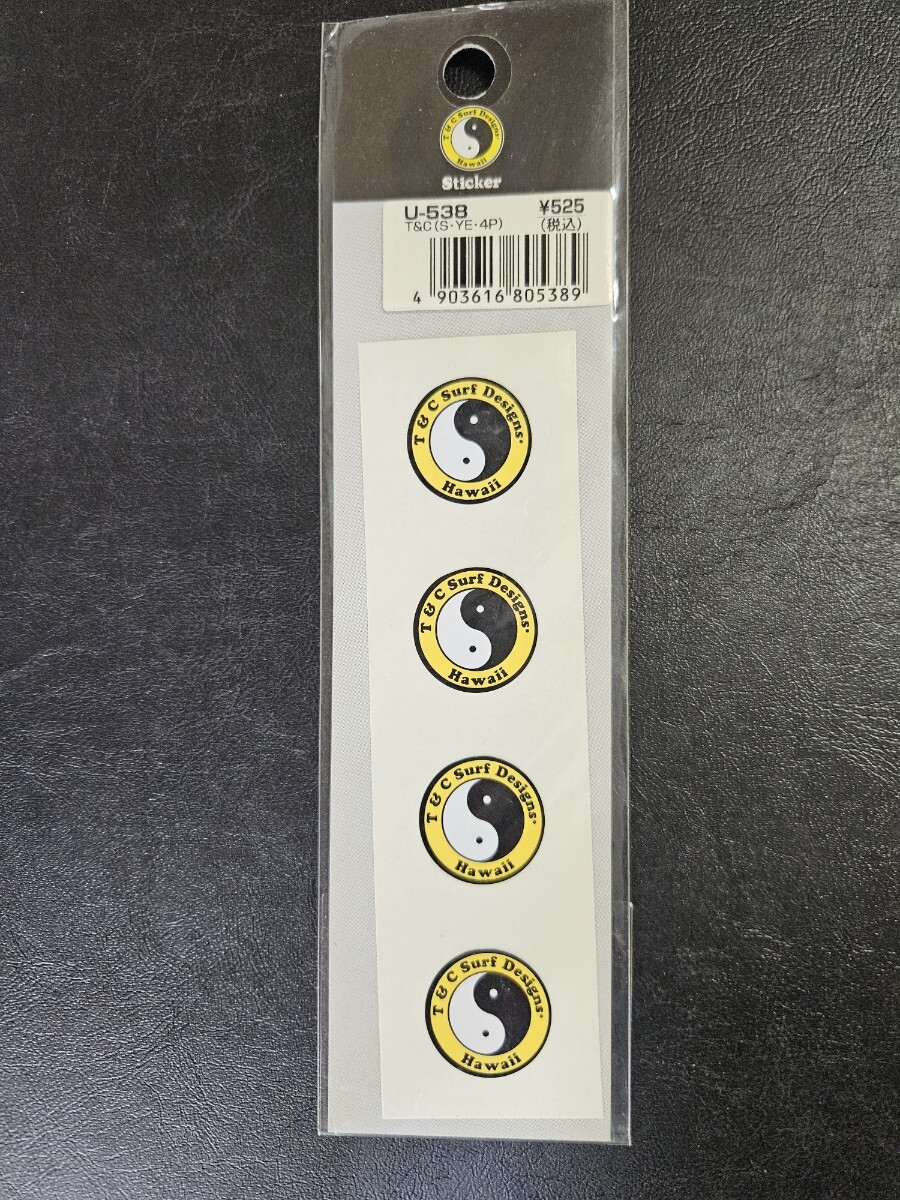 T & C Surf Designs
Hawaii
Sticker
U-538 ¥525
T&C(S·YE·4P) (税込)
4 903616 805389
T & C Surf Designs
Hawaii
T & C Surf Designs
Hawaii
T & C Surf Designs
Hawaii
T & C Surf Designs
Hawaii